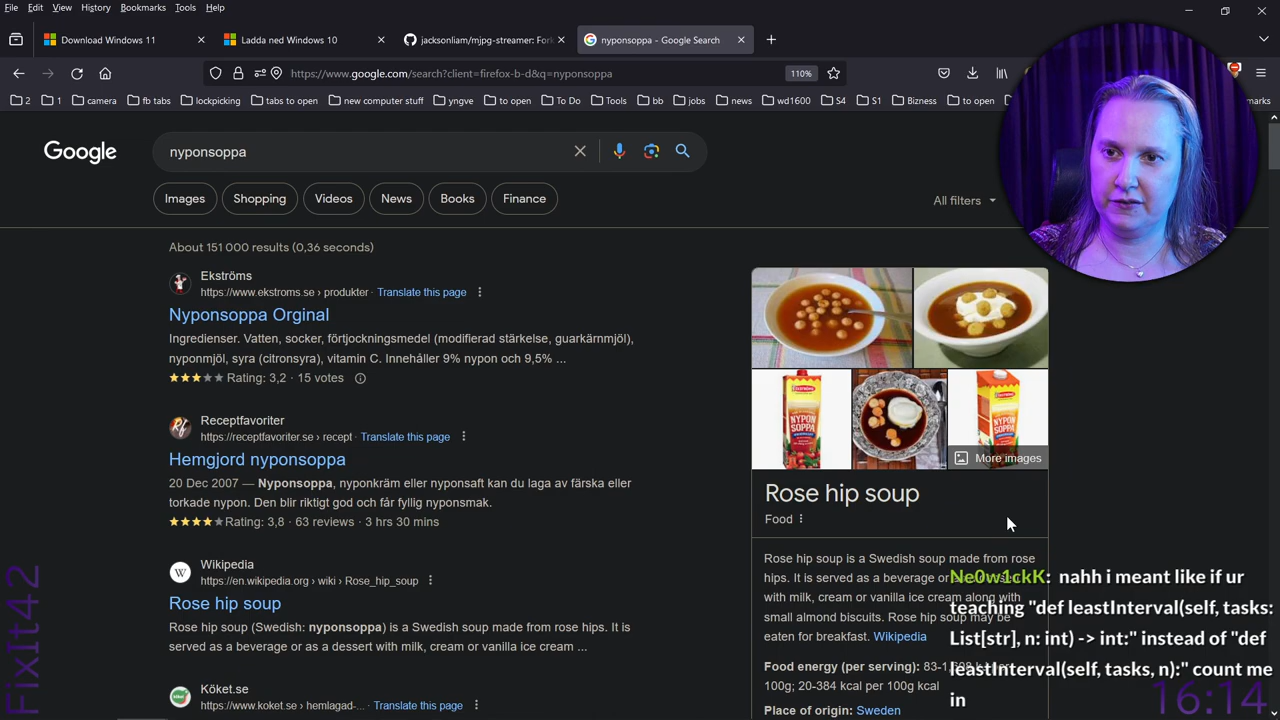 File Edit View History Bookmarks Tools Help
Download Windows 11
Ladda ned Windows 10
jacksonliam/mjpg-streamer: Fork
nyponsoppa - Google Search
https://www.google.com/search?client=firefox-b-d&q=nyponsoppa
110%
2 1 camera fb tabs lockpicking tabs to open new computer stuff yngve to open To Do Tools bb jobs news wd1600 S4 S1 Bizness to open
Google
nyponsoppa
Images Shopping Videos News Books Finance
All filters
About 151 000 results (0,36 seconds)
Ekströms
https://www.ekstroms.se › produkter · Translate this page
Nyponsoppa Orginal
Ingredienser. Vatten, socker, förtjockningsmedel (modifierad stärkelse, guarkärnmjöl),
nyponmjöl, syra (citronsyra), vitamin C. Innehåller 9% nypon och 9,5% ...
Rating: 3,2 · 15 votes
Receptfavoriter
https://receptfavoriter.se › recept · Translate this page
Hemgjord nyponsoppa
20 Dec 2007 — Nyponsoppa, nyponkräm eller nyponsaft kan du laga av färska eller
torkade nypon. Den blir riktigt god och får fyllig nyponsmak.
Rating: 3,8 · 63 reviews · 3 hrs 30 mins
W
Wikipedia
https://en.wikipedia.org › wiki › Rose_hip_soup
Rose hip soup
Rose hip soup (Swedish: nyponsoppa) is a Swedish soup made from rose hips. It is
served as a beverage or as a dessert with milk, cream or vanilla ice cream ...
Köket.se
https://www.koket.se › hemlagad-... · Translate this page
NYPON
SOPPA
NYPON
SOPPA
More images
Rose hip soup
Food
Rose hip soup is a Swedish soup made from rose
hips. It is served as a beverage or
with milk, cream or vanilla ice cream along with
small almond biscuits. Rose hip soup may be
eaten for breakfast. Wikipedia
Food energy (per serving):
100g; 20-384 kcal per 100g kcal
Place of origin: Sweden
Ne0w1ckK: nahh i meant like if ur
teaching "def leastInterval(self, tasks:
List[str], n: int) -> int:" instead of "def
leastInterval(self, tasks, n):" count me
in
16:14
FixIt42